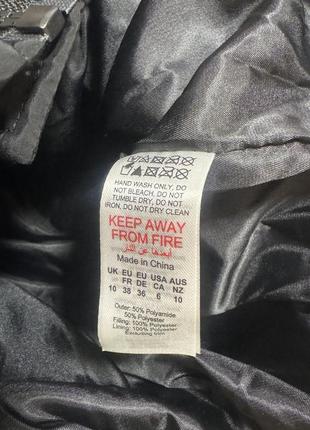 HAND WASH ONLY, DO
NOT BLEACH, DO NOT
TUMBLE DRY, DO NOT
IRON, DO NOT DRY CLEAN
KEEP AWAY
FROM FIRE
Made in China
UK EU EU USA AUS
FR DE CA NZ
10 38 36 6 10
Outer: 50% Polyamide
50% Polyester
Filling: 100% Polyester
Lining: 100% Polyester
Excluding trim